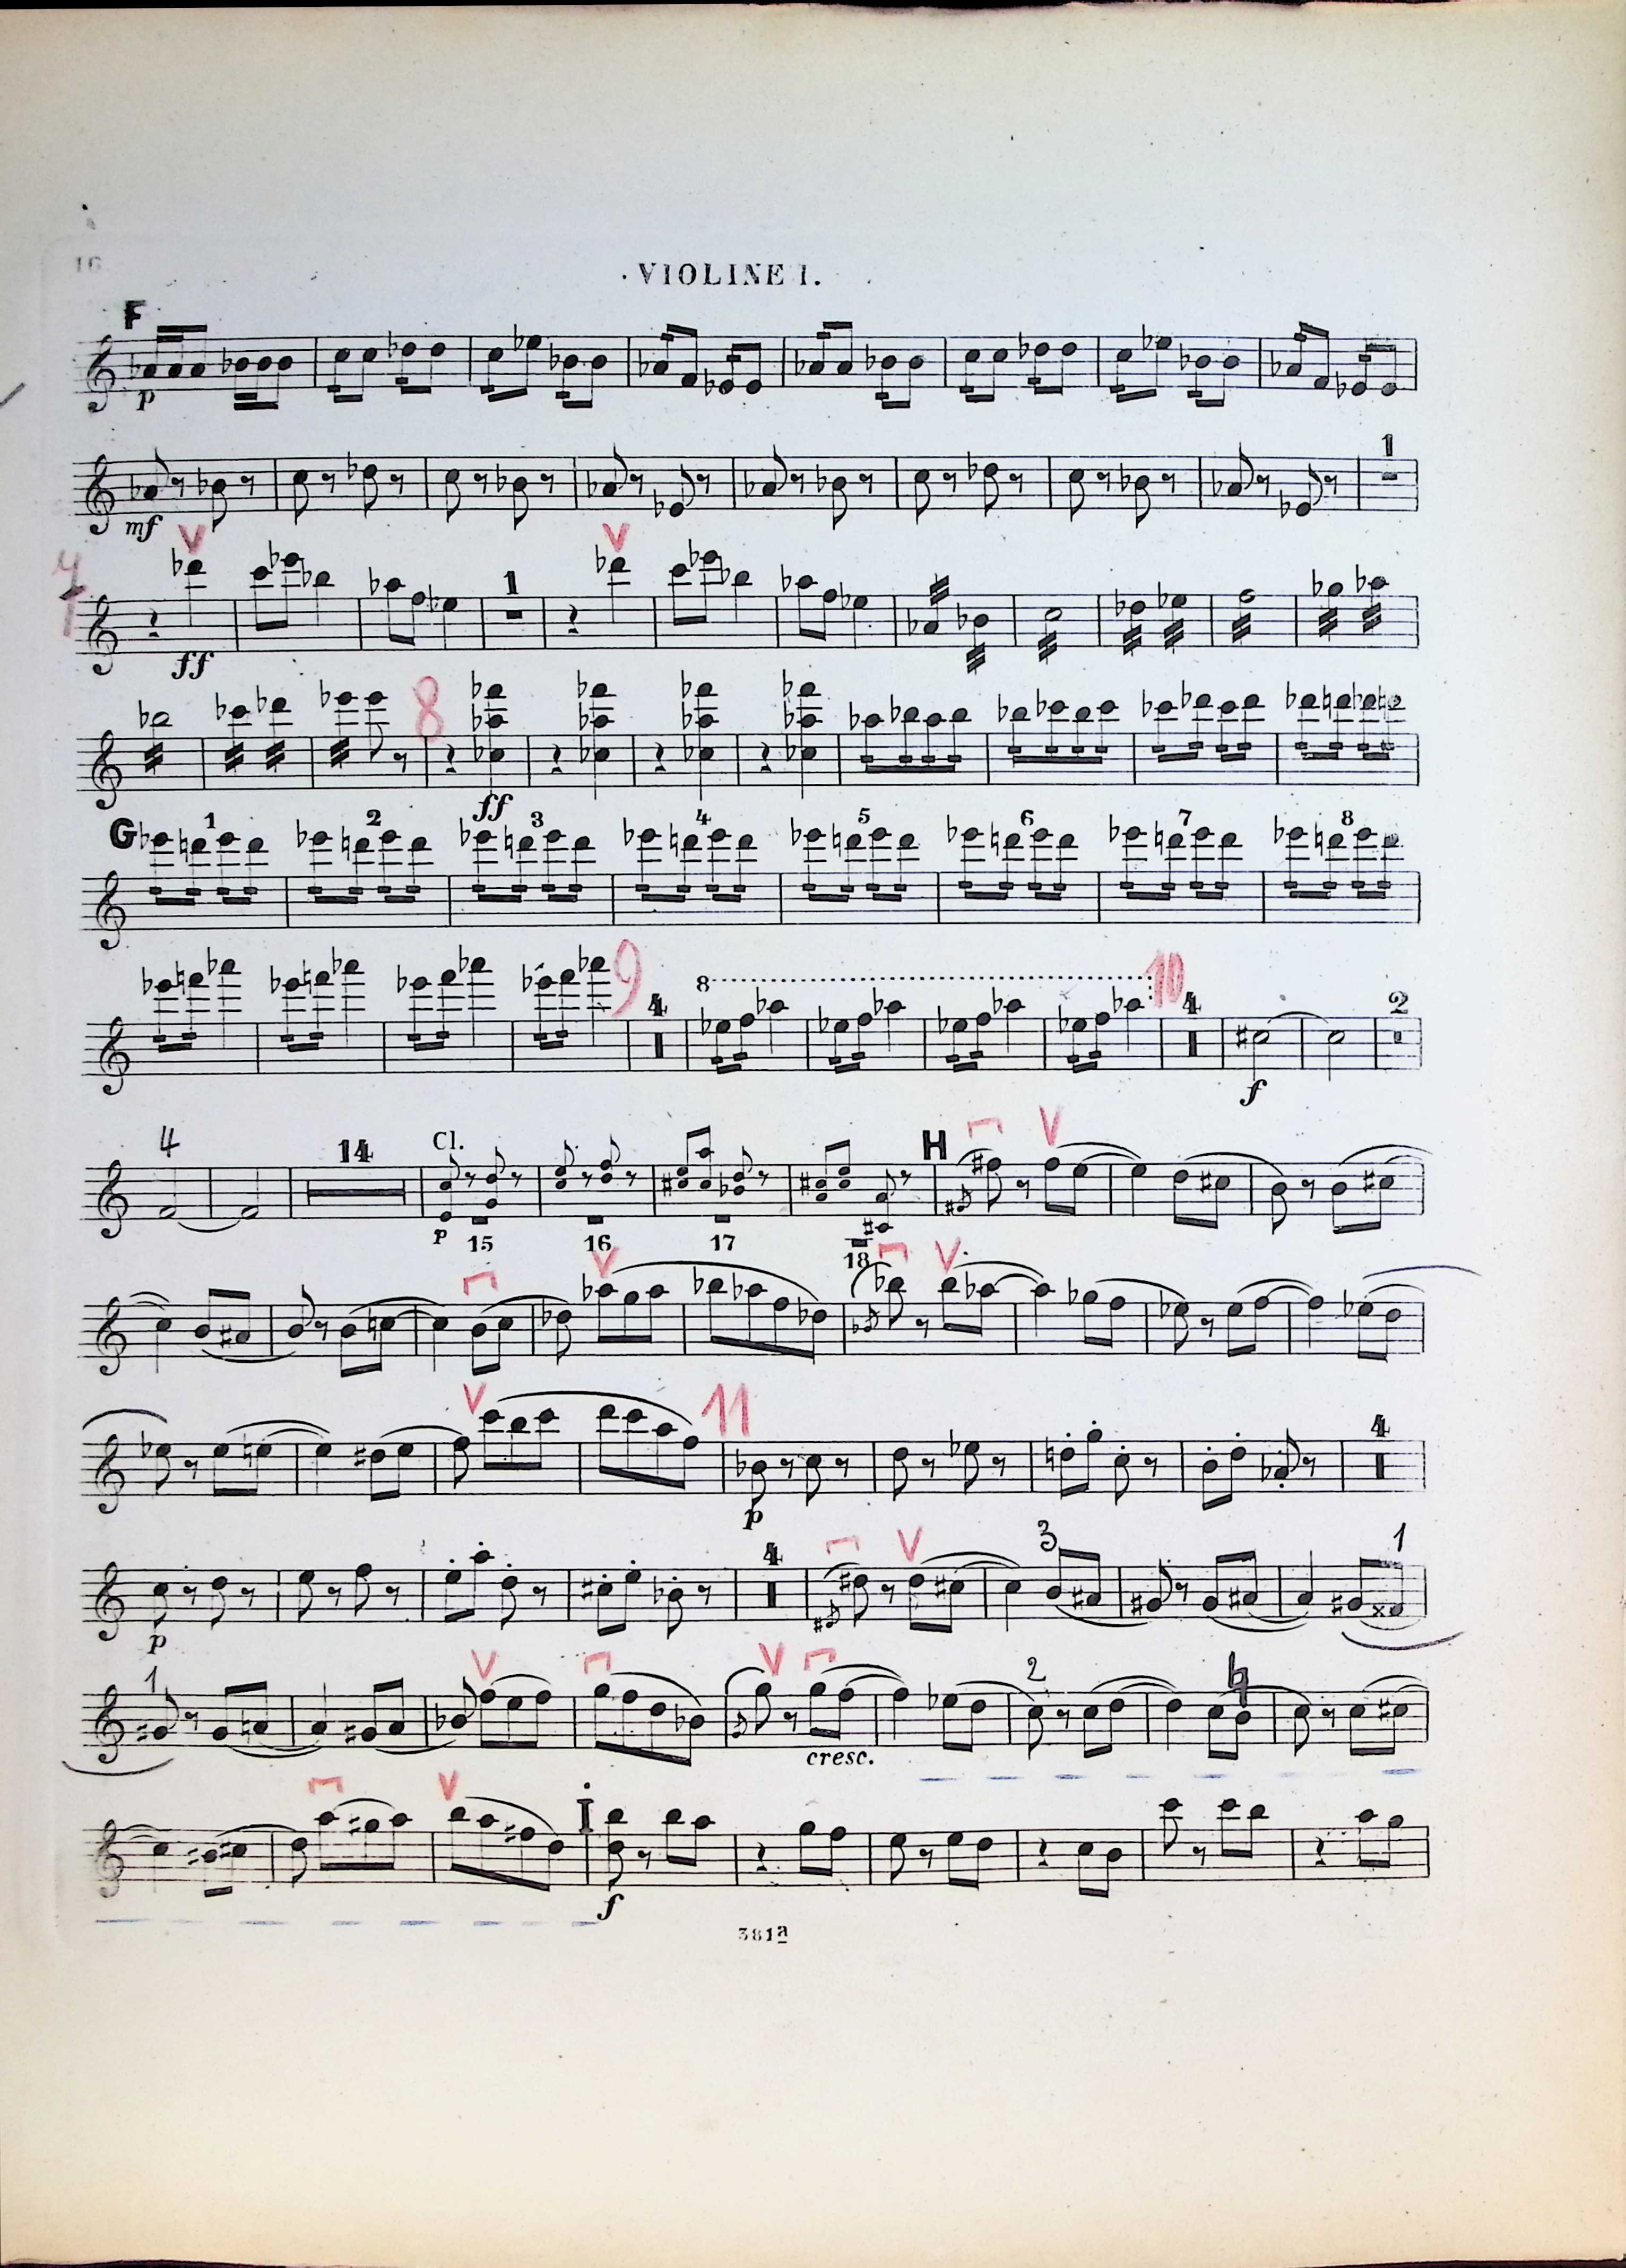 16
VIOLINE I.
F
p
1
mf
V V
7
1
ff
8
ff
G 1 2 3 4 5 6 7 8
9 4 8 10 4 2
f
4 14 Cl. H V
p 15 16 17 18
V V
V 11 4
p
4 V 3 1
p
1 V V 2
cresc.
V I
f
381a